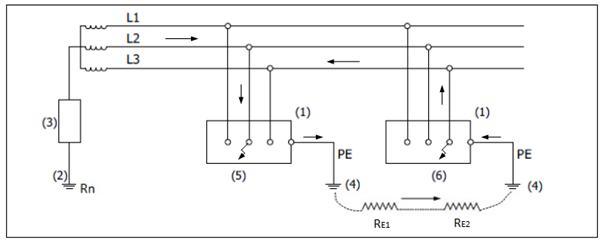 L1
L2
L3
(3)
(1)
(1)
PE
PE
(2)
Rn
(5)
(4)
(6)
(4)
RE1
RE2